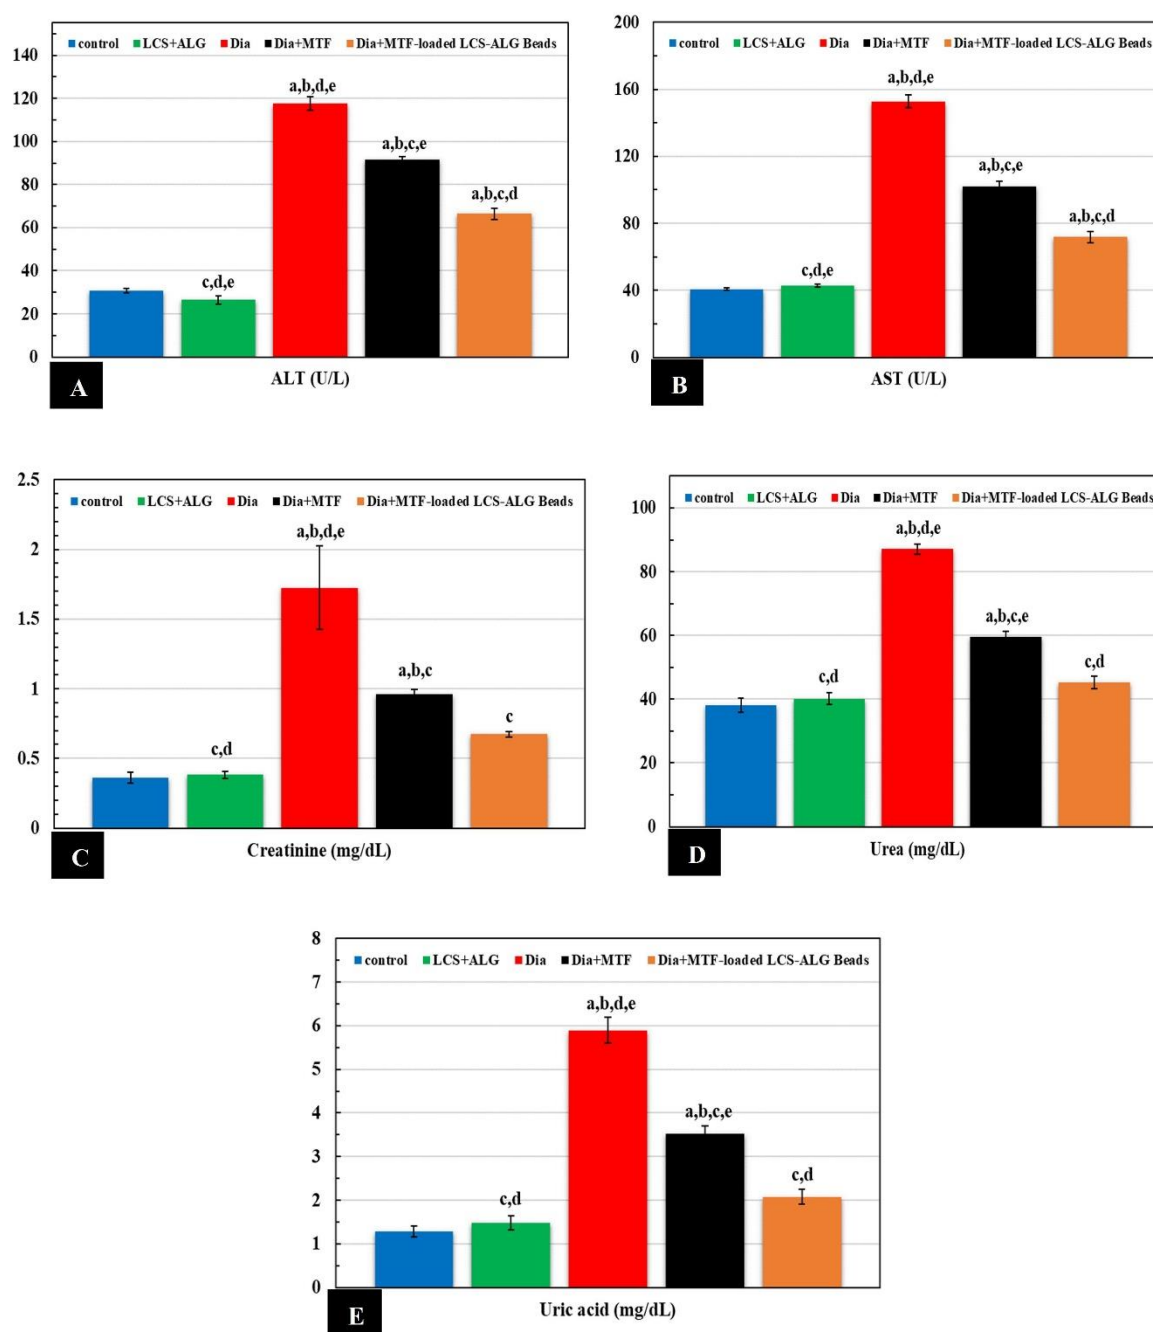 control LCS+ALG Dia Dia+MTF Dia+MTF-loaded LCS-ALG Beads
140
120
100
80
60
40
20
0
c,d,e
a,b,d,e
a,b,c,e
a,b,c,d
A
ALT (U/L)
200
control LCS+ALG Dia Dia+MTF Dia+MTF-loaded LCS-ALG Beads
160
120
80
40
0
c,d,e
a,b,d,e
a,b,c,e
a,b,c,d
B
AST (U/L)
2.5
control LCS+ALG Dia Dia+MTF Dia+MTF-loaded LCS-ALG Beads
2
1.5
1
0.5
0
c,d
a,b,d,e
a,b,c
c
C
Creatinine (mg/dL)
control LCS+ALG Dia Dia+MTF Dia+MTF-loaded LCS-ALG Beads
100
80
60
40
20
0
c,d
a,b,d,e
a,b,c,e
c,d
D
Urea (mg/dL)
8
control LCS+ALG Dia Dia+MTF Dia+MTF-loaded LCS-ALG Beads
7
6
5
4
3
2
1
0
c,d
a,b,d,e
a,b,c,e
c,d
E
Uric acid (mg/dL)